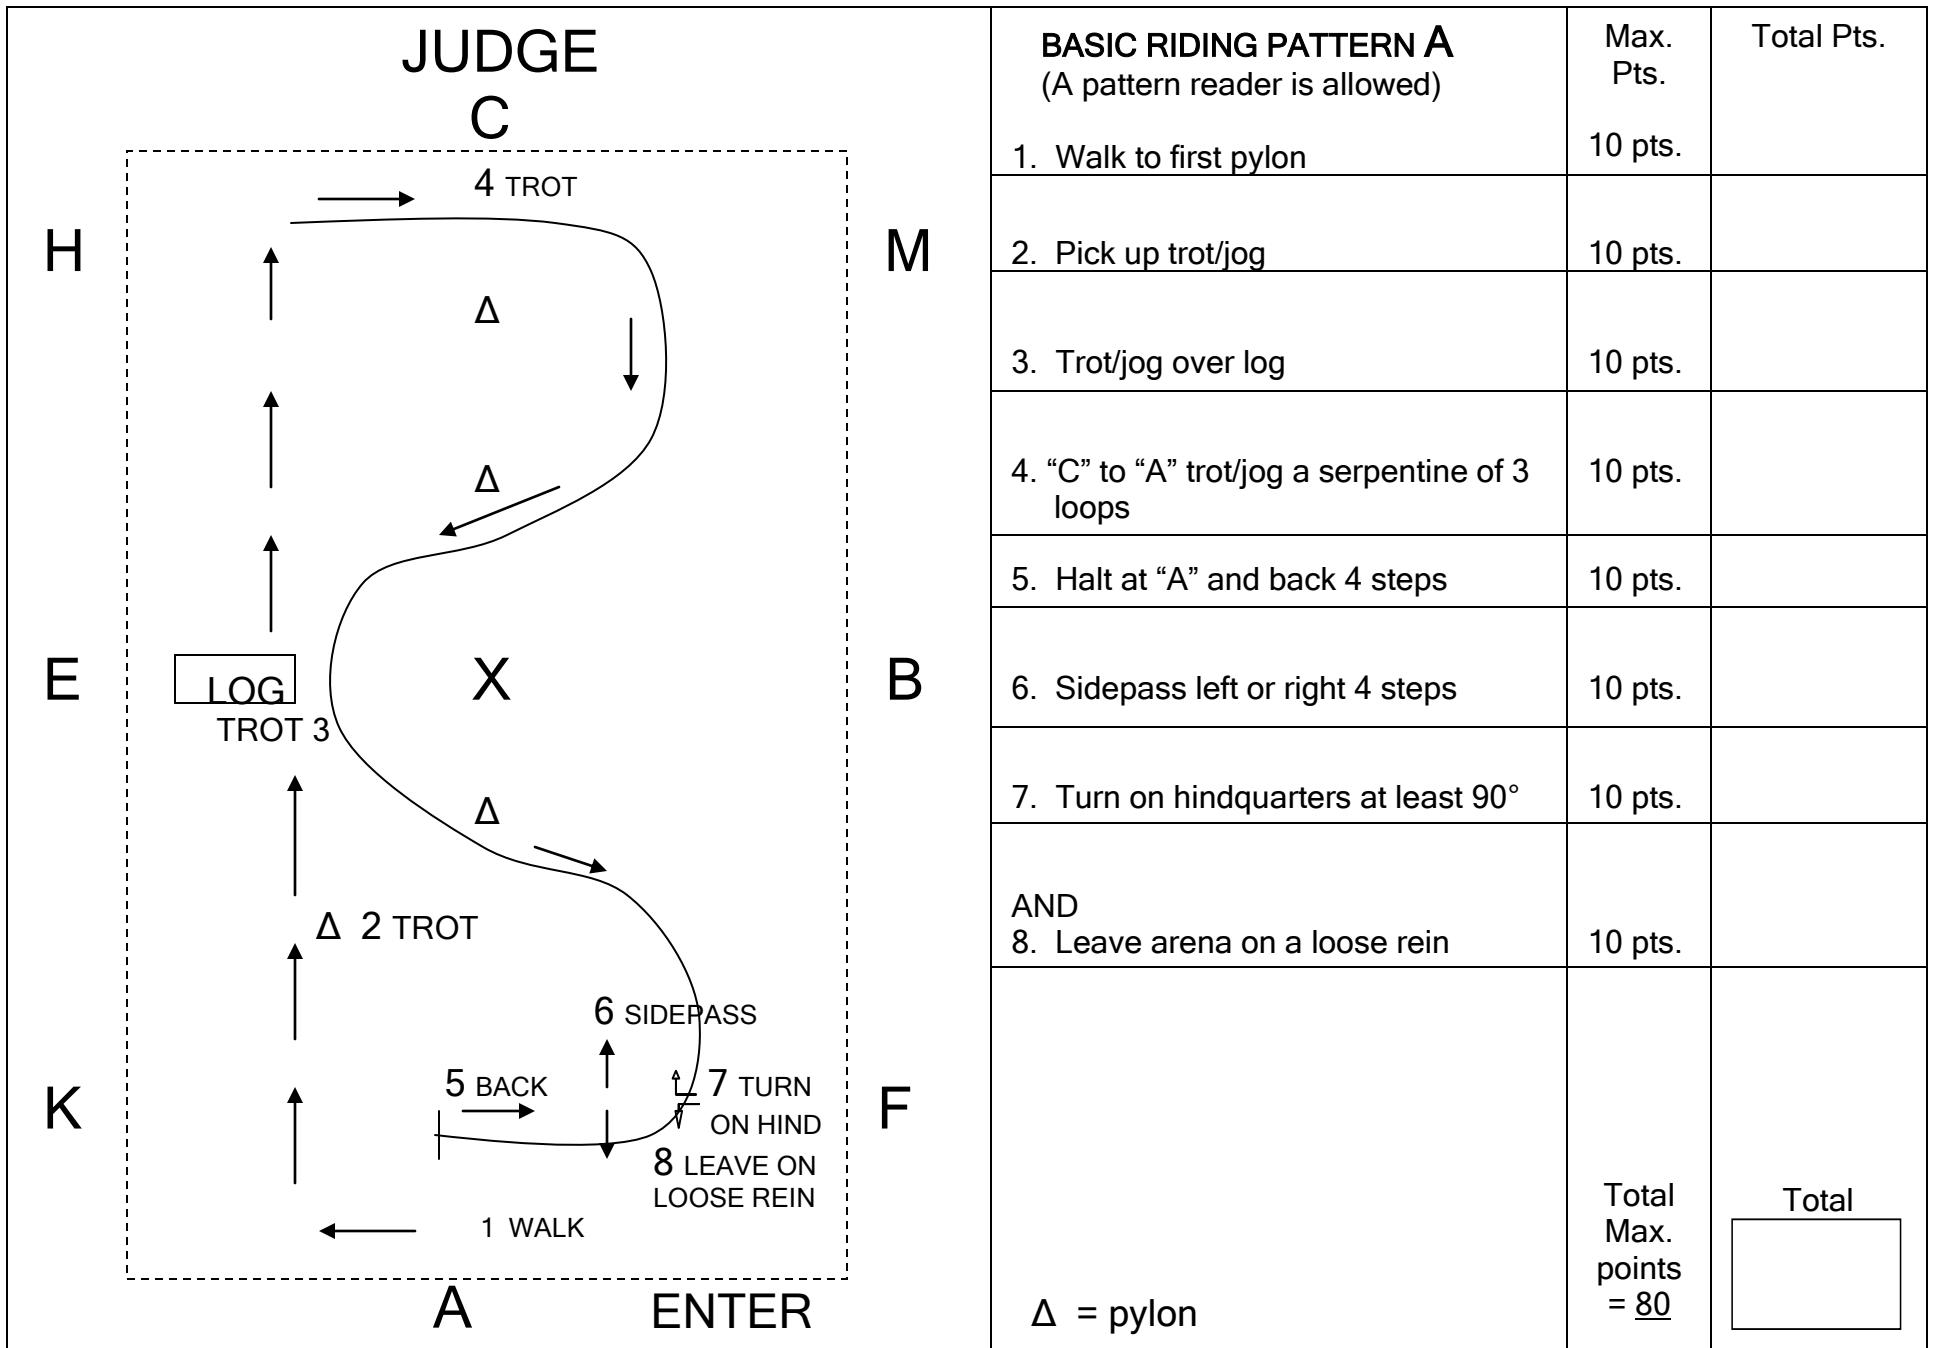 JUDGE
C
4 TROT
H
M
Δ
Δ
E
LOG
X
B
TROT 3
Δ
Δ 2 TROT
6 SIDEPASS
K
5 BACK
7 TURN
ON HIND
F
8 LEAVE ON
LOOSE REIN
1 WALK
A
ENTER
BASIC RIDING PATTERN A
(A pattern reader is allowed)
Max.
Pts.
Total Pts.
1. Walk to first pylon
10 pts.
2. Pick up trot/jog
10 pts.
3. Trot/jog over log
10 pts.
4. “C” to “A” trot/jog a serpentine of 3
loops
10 pts.
5. Halt at “A” and back 4 steps
10 pts.
6. Sidepass left or right 4 steps
10 pts.
7. Turn on hindquarters at least 90°
10 pts.
AND
8. Leave arena on a loose rein
10 pts.
Δ = pylon
Total
Max.
points
= 80
Total